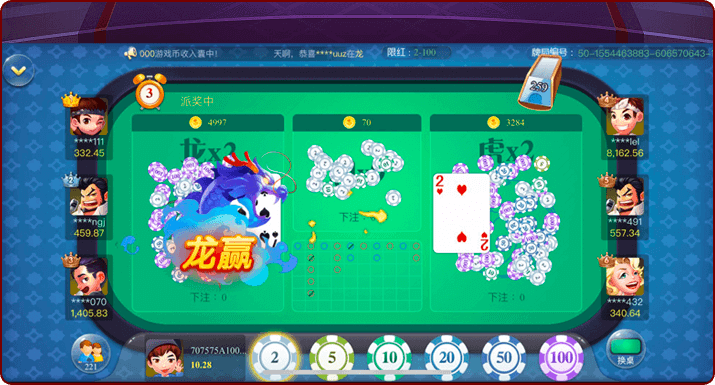 000游戏币收入囊中! 天啊，恭喜****uuz在龙
限红：2-100
牌局编号： 50-1554463883-606570643-
3
派奖中
259
4997
70
3284
龙x2
虎x2
****111
332.45
****ngj
459.87
****070
1,405.83
****lel
8,162.56
****491
557.34
****432
340.64
2
2
龙赢
下注：
下注：0
下注：0
221
707575A100...
10.28
2
5
10
20
50
100
换桌